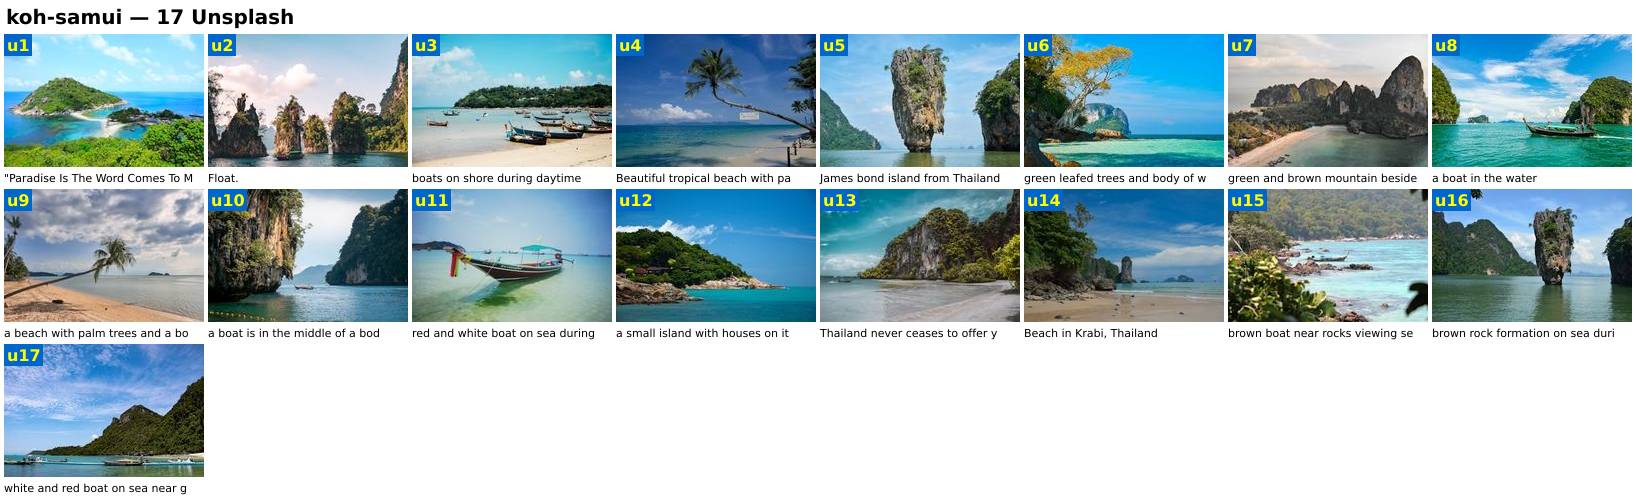 koh-samui — 17 Unsplash
u1
u2
u3
u4
u5
u6
u7
u8
"Paradise Is The Word Comes To M
Float.
boats on shore during daytime
Beautiful tropical beach with pa
James bond island from Thailand
green leafed trees and body of w
green and brown mountain beside
a boat in the water
u9
u10
u11
u12
u13
u14
u15
u16
a beach with palm trees and a bo
a boat is in the middle of a bod
red and white boat on sea during
a small island with houses on it
Thailand never ceases to offer y
Beach in Krabi, Thailand
brown boat near rocks viewing se
brown rock formation on sea duri
u17
white and red boat on sea near g